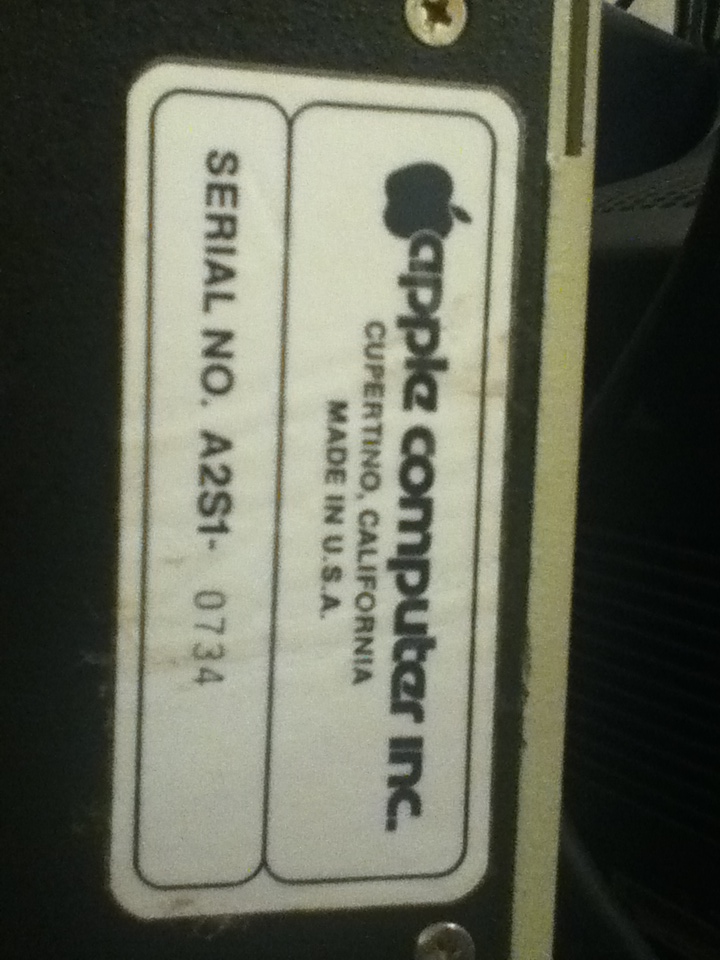 apple computer inc.
CUPERTINO, CALIFORNIA
MADE IN U.S.A.
SERIAL NO. A2S1- 0734